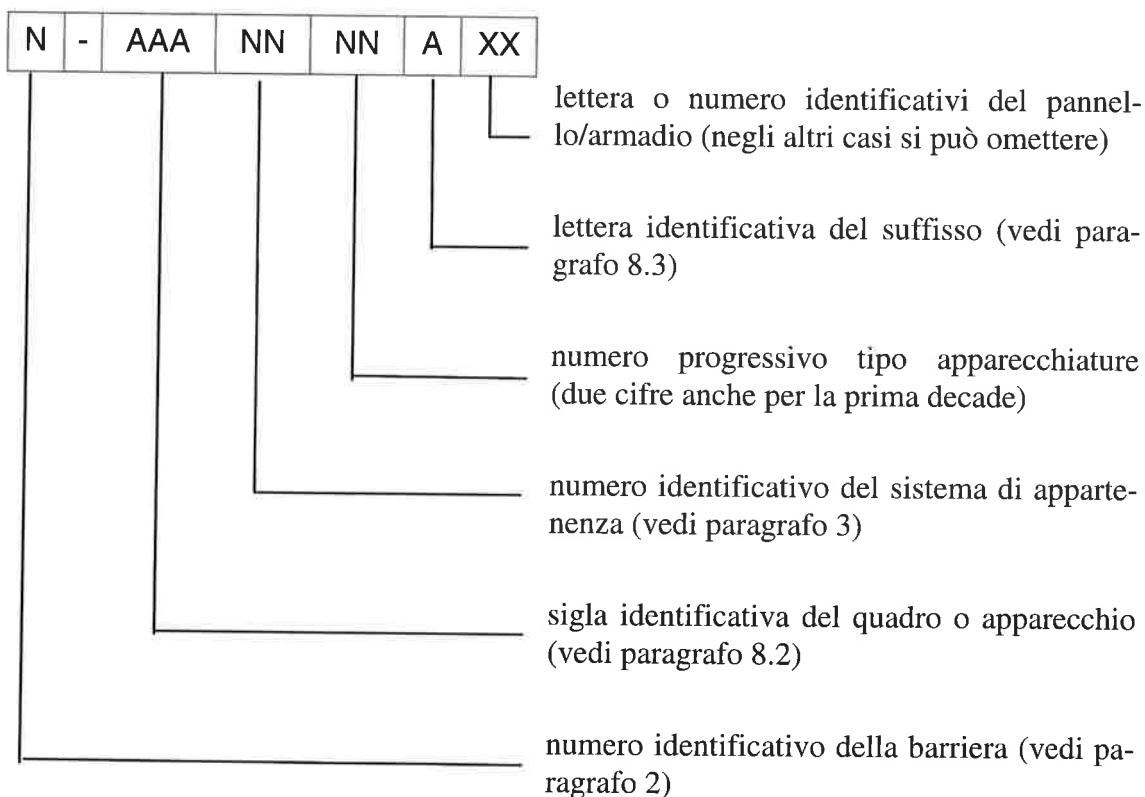 N - AAA NN NN A XX
lettera o numero identificativi del pannel-
lo/armadio (negli altri casi si può omettere)
lettera identificativa del suffisso (vedi para-
grafo 8.3)
numero progressivo tipo apparecchiature
(due cifre anche per la prima decade)
numero identificativo del sistema di apparte-
nenza (vedi paragrafo 3)
sigla identificativa del quadro o apparecchio
(vedi paragrafo 8.2)
numero identificativo della barriera (vedi pa-
ragrafo 2)